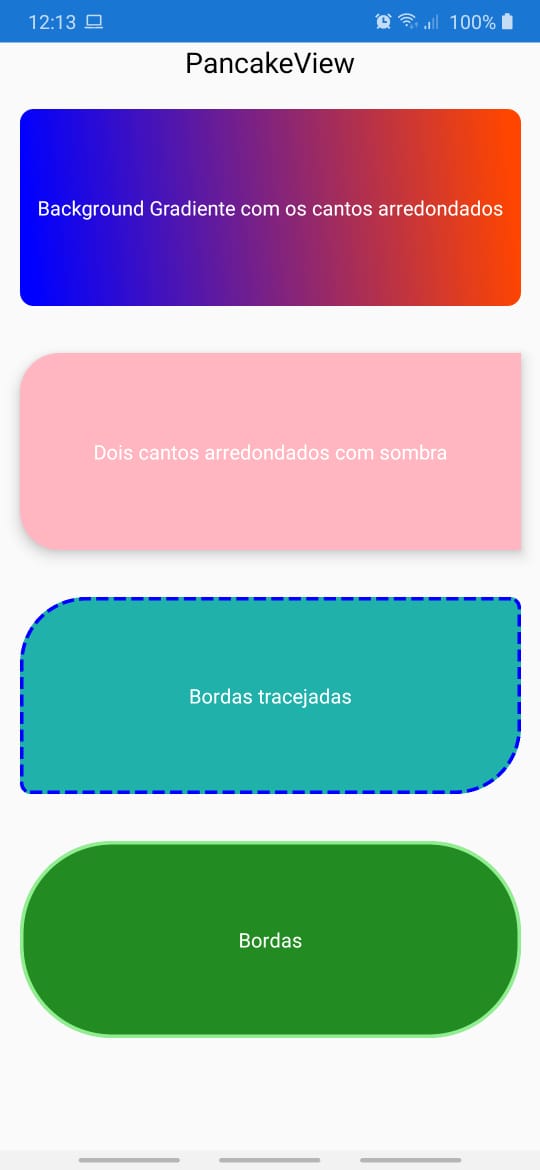 12:13 100%
PancakeView
Background Gradiente com os cantos arredondados
Dois cantos arredondados com sombra
Bordas tracejadas
Bordas